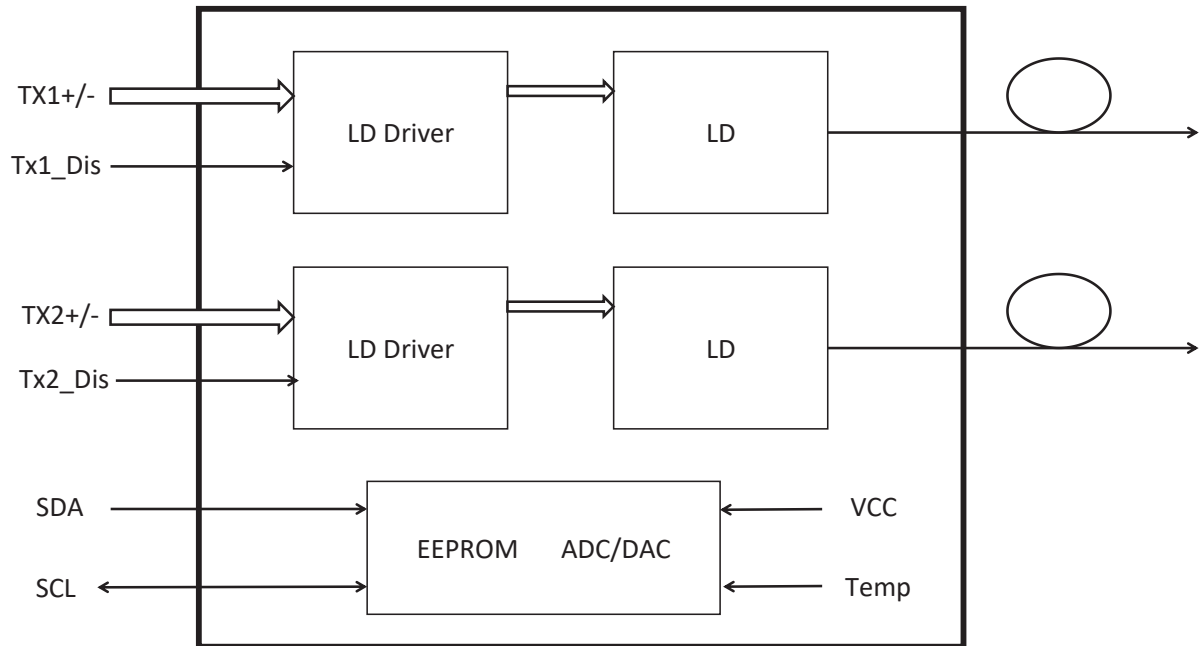 TX1+/-
LD Driver
LD
Tx1_Dis
TX2+/-
LD Driver
LD
Tx2_Dis
SDA
VCC
EEPROM ADC/DAC
SCL
Temp